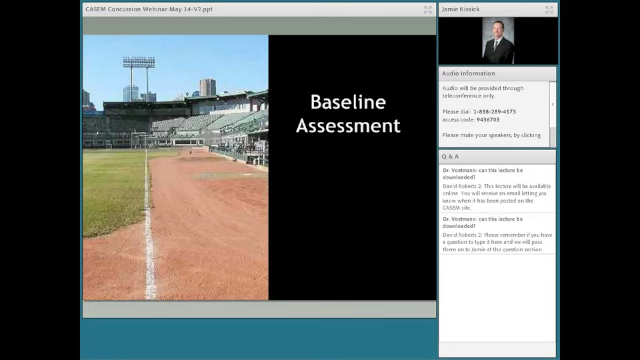 CASEM Concussion Webinar May 14-V2.ppt
Baseline
Assessment
Jamie Kissick
Audio Information
Audio will be provided through
teleconference only.
Please dial: 1-888-289-4573
access code: 9436703
Please mute your speakers, by clicking
Q & A
Dr. Vostmann: can this lecture be
downloaded?
David Roberts 2: This lecture will be available
online. You will receive an email letting you
know when it has been posted on the
CASEM site.
Dr. Vostmann: can this lecture be
downloaded?
David Roberts 2: Please remember if you have
a question to type it here and we will pass
them on to Jamie at the question section